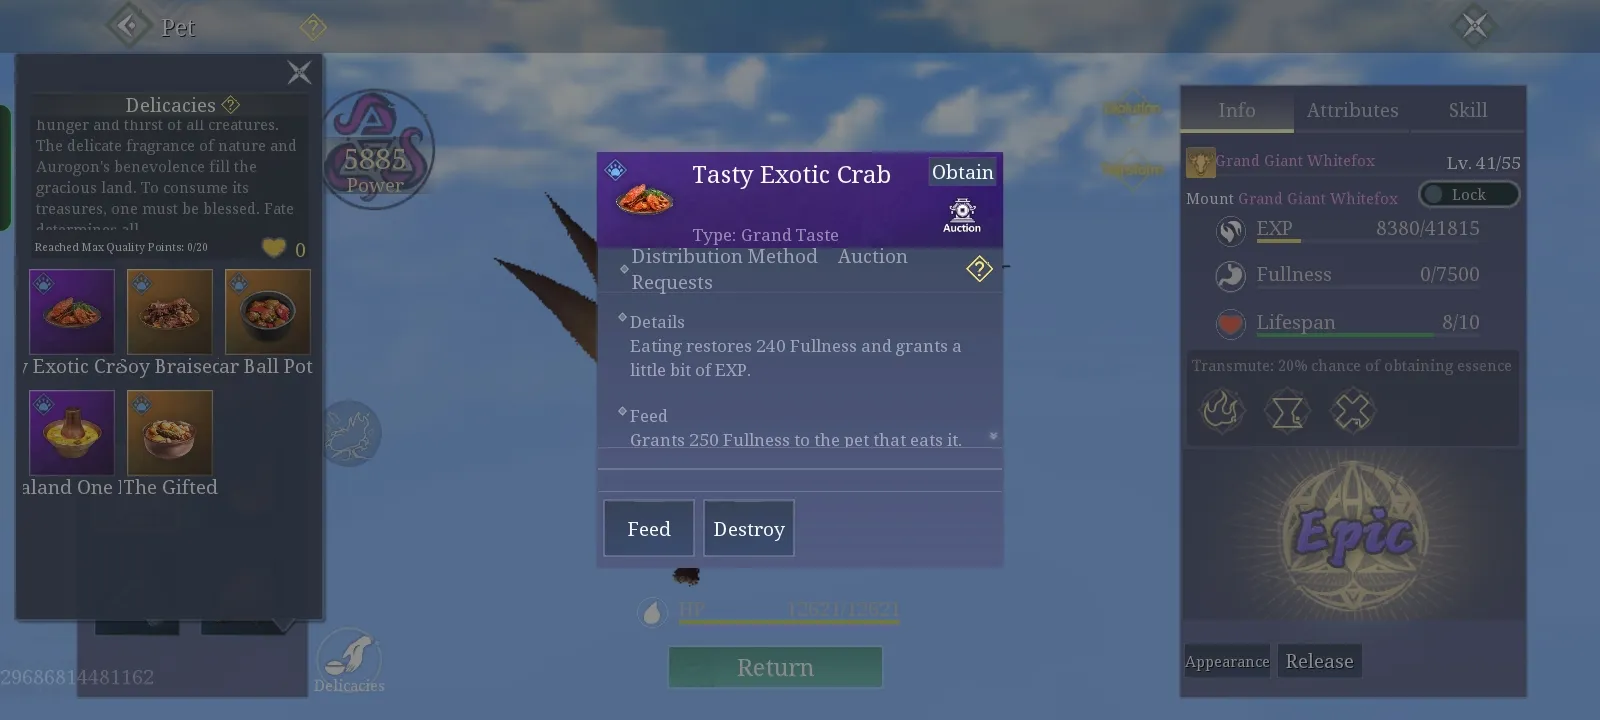 Pet
Delicacies
hunger and thirst of all creatures.
The delicate fragrance of nature and
Aurogon's benevolence fill the
gracious land. To consume its
treasures, one must be blessed. Fate
determines all
Reached Max Quality Points: 0/20
0
y Exotic Cra
Soy Braised
ar Ball Pot
aland One
The Gifted
29686814481162
Delicacies
5885
Power
Tasty Exotic Crab
Obtain
Auction
Type: Grand Taste
Distribution Method Auction
Requests
?
Details
Eating restores 240 Fullness and grants a
little bit of EXP.
Feed
Grants 250 Fullness to the pet that eats it.
Feed
Destroy
HP 12621/12621
Return
Info
Attributes
Skill
Grand Giant Whitefox
Lv. 41/55
Mount Grand Giant Whitefox
Lock
EXP 8380/41815
Fullness 0/7500
Lifespan 8/10
Transmute: 20% chance of obtaining essence
Epic
Appearance
Release